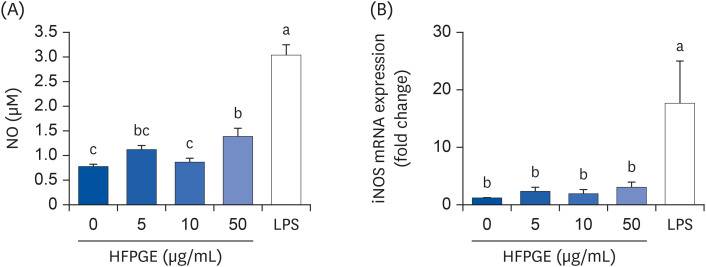 (A)
NO (μM)
3.5
3.0
2.5
2.0
1.5
1.0
0.5
0
c
bc
c
b
a
0 5 10 50 LPS
HFPGE (μg/mL)
(B)
iNOS mRNA expression
(fold change)
30
20
10
0
b
b
b
b
a
0 5 10 50 LPS
HFPGE (μg/mL)